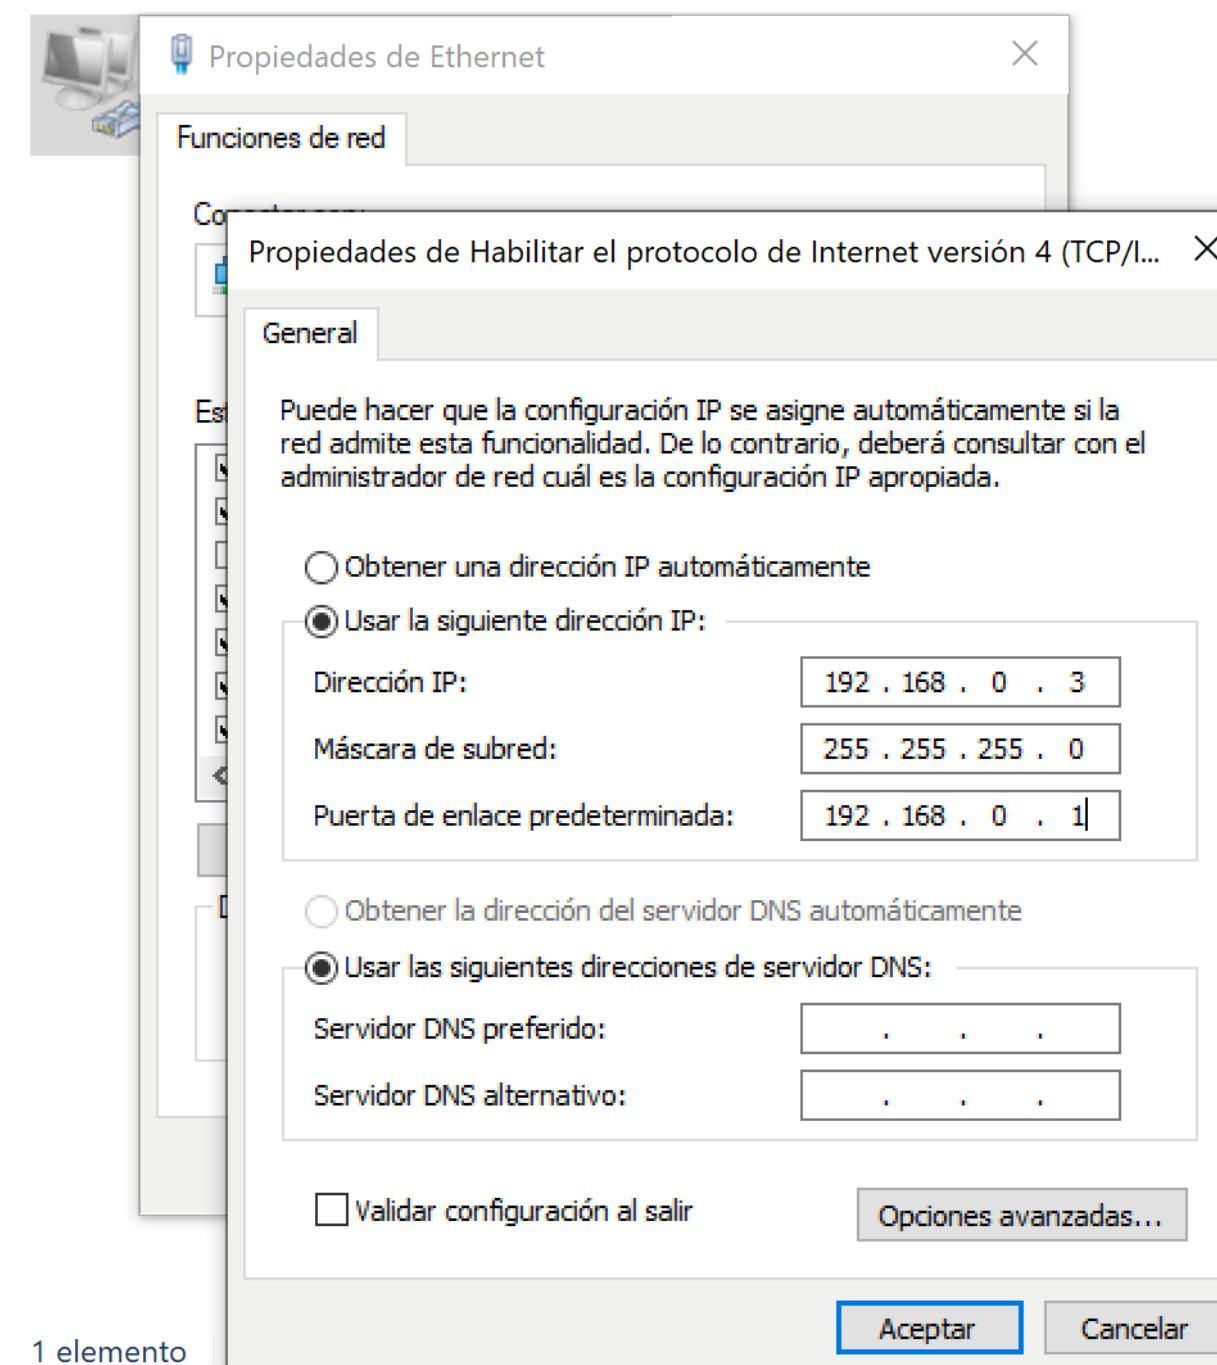 Propiedades de Ethernet
Funciones de red
Propiedades de Habilitar el protocolo de Internet versión 4 (TCP/I...
General
Puede hacer que la configuración IP se asigne automáticamente si la
red admite esta funcionalidad. De lo contrario, deberá consultar con el
administrador de red cuál es la configuración IP apropiada.
Obtener una dirección IP automáticamente
Usar la siguiente dirección IP:
Dirección IP: 192 . 168 . 0 . 3
Máscara de subred: 255 . 255 . 255 . 0
Puerta de enlace predeterminada: 192 . 168 . 0 . 1
Obtener la dirección del servidor DNS automáticamente
Usar las siguientes direcciones de servidor DNS:
Servidor DNS preferido: . . .
Servidor DNS alternativo: . . .
Validar configuración al salir
Opciones avanzadas...
Aceptar Cancelar
1 elemento